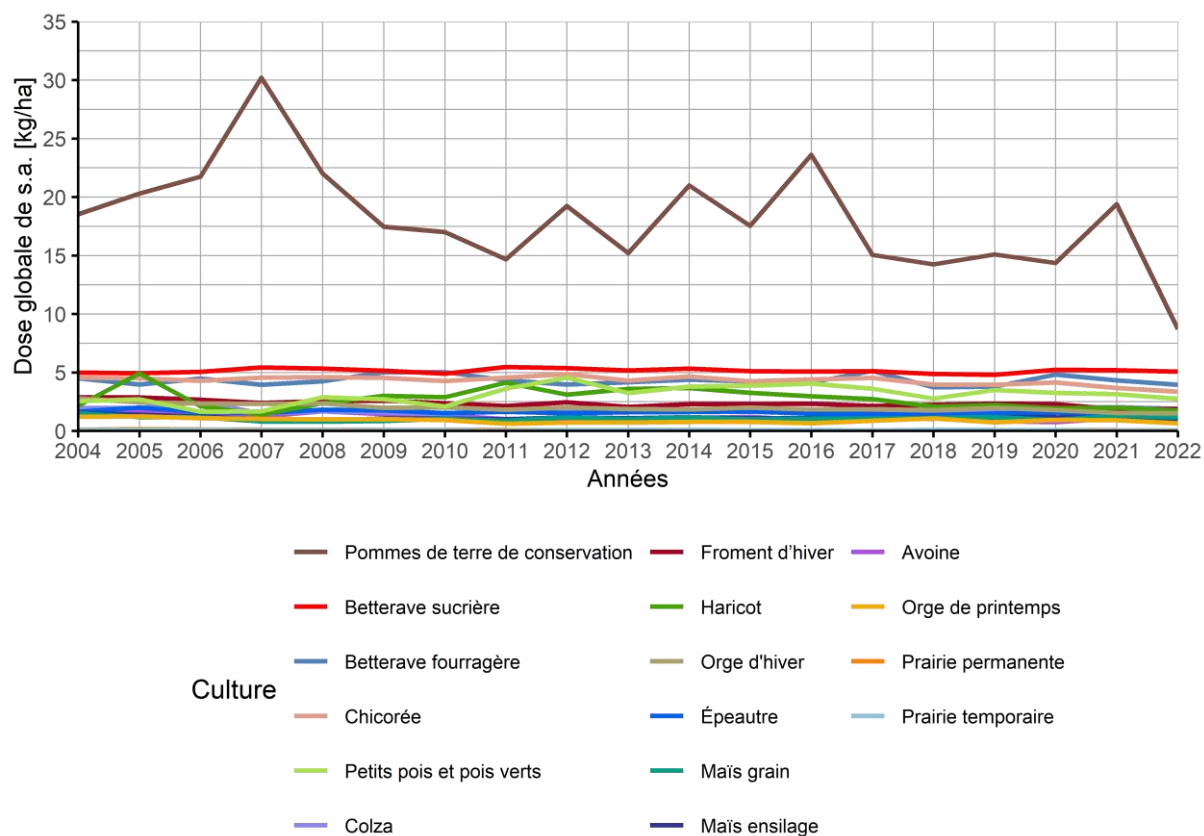 Dose globale de s.a. [kg/ha]
35
30
25
20
15
10
5
0
2004 2005 2006 2007 2008 2009 2010 2011 2012 2013 2014 2015 2016 2017 2018 2019 2020 2021 2022
Années
Culture
Pommes de terre de conservation Froment d’hiver Avoine
Betterave sucrière Haricot Orge de printemps
Betterave fourragère Orge d'hiver Prairie permanente
Chicorée Épeautre Prairie temporaire
Petits pois et pois verts Maïs grain
Colza Maïs ensilage